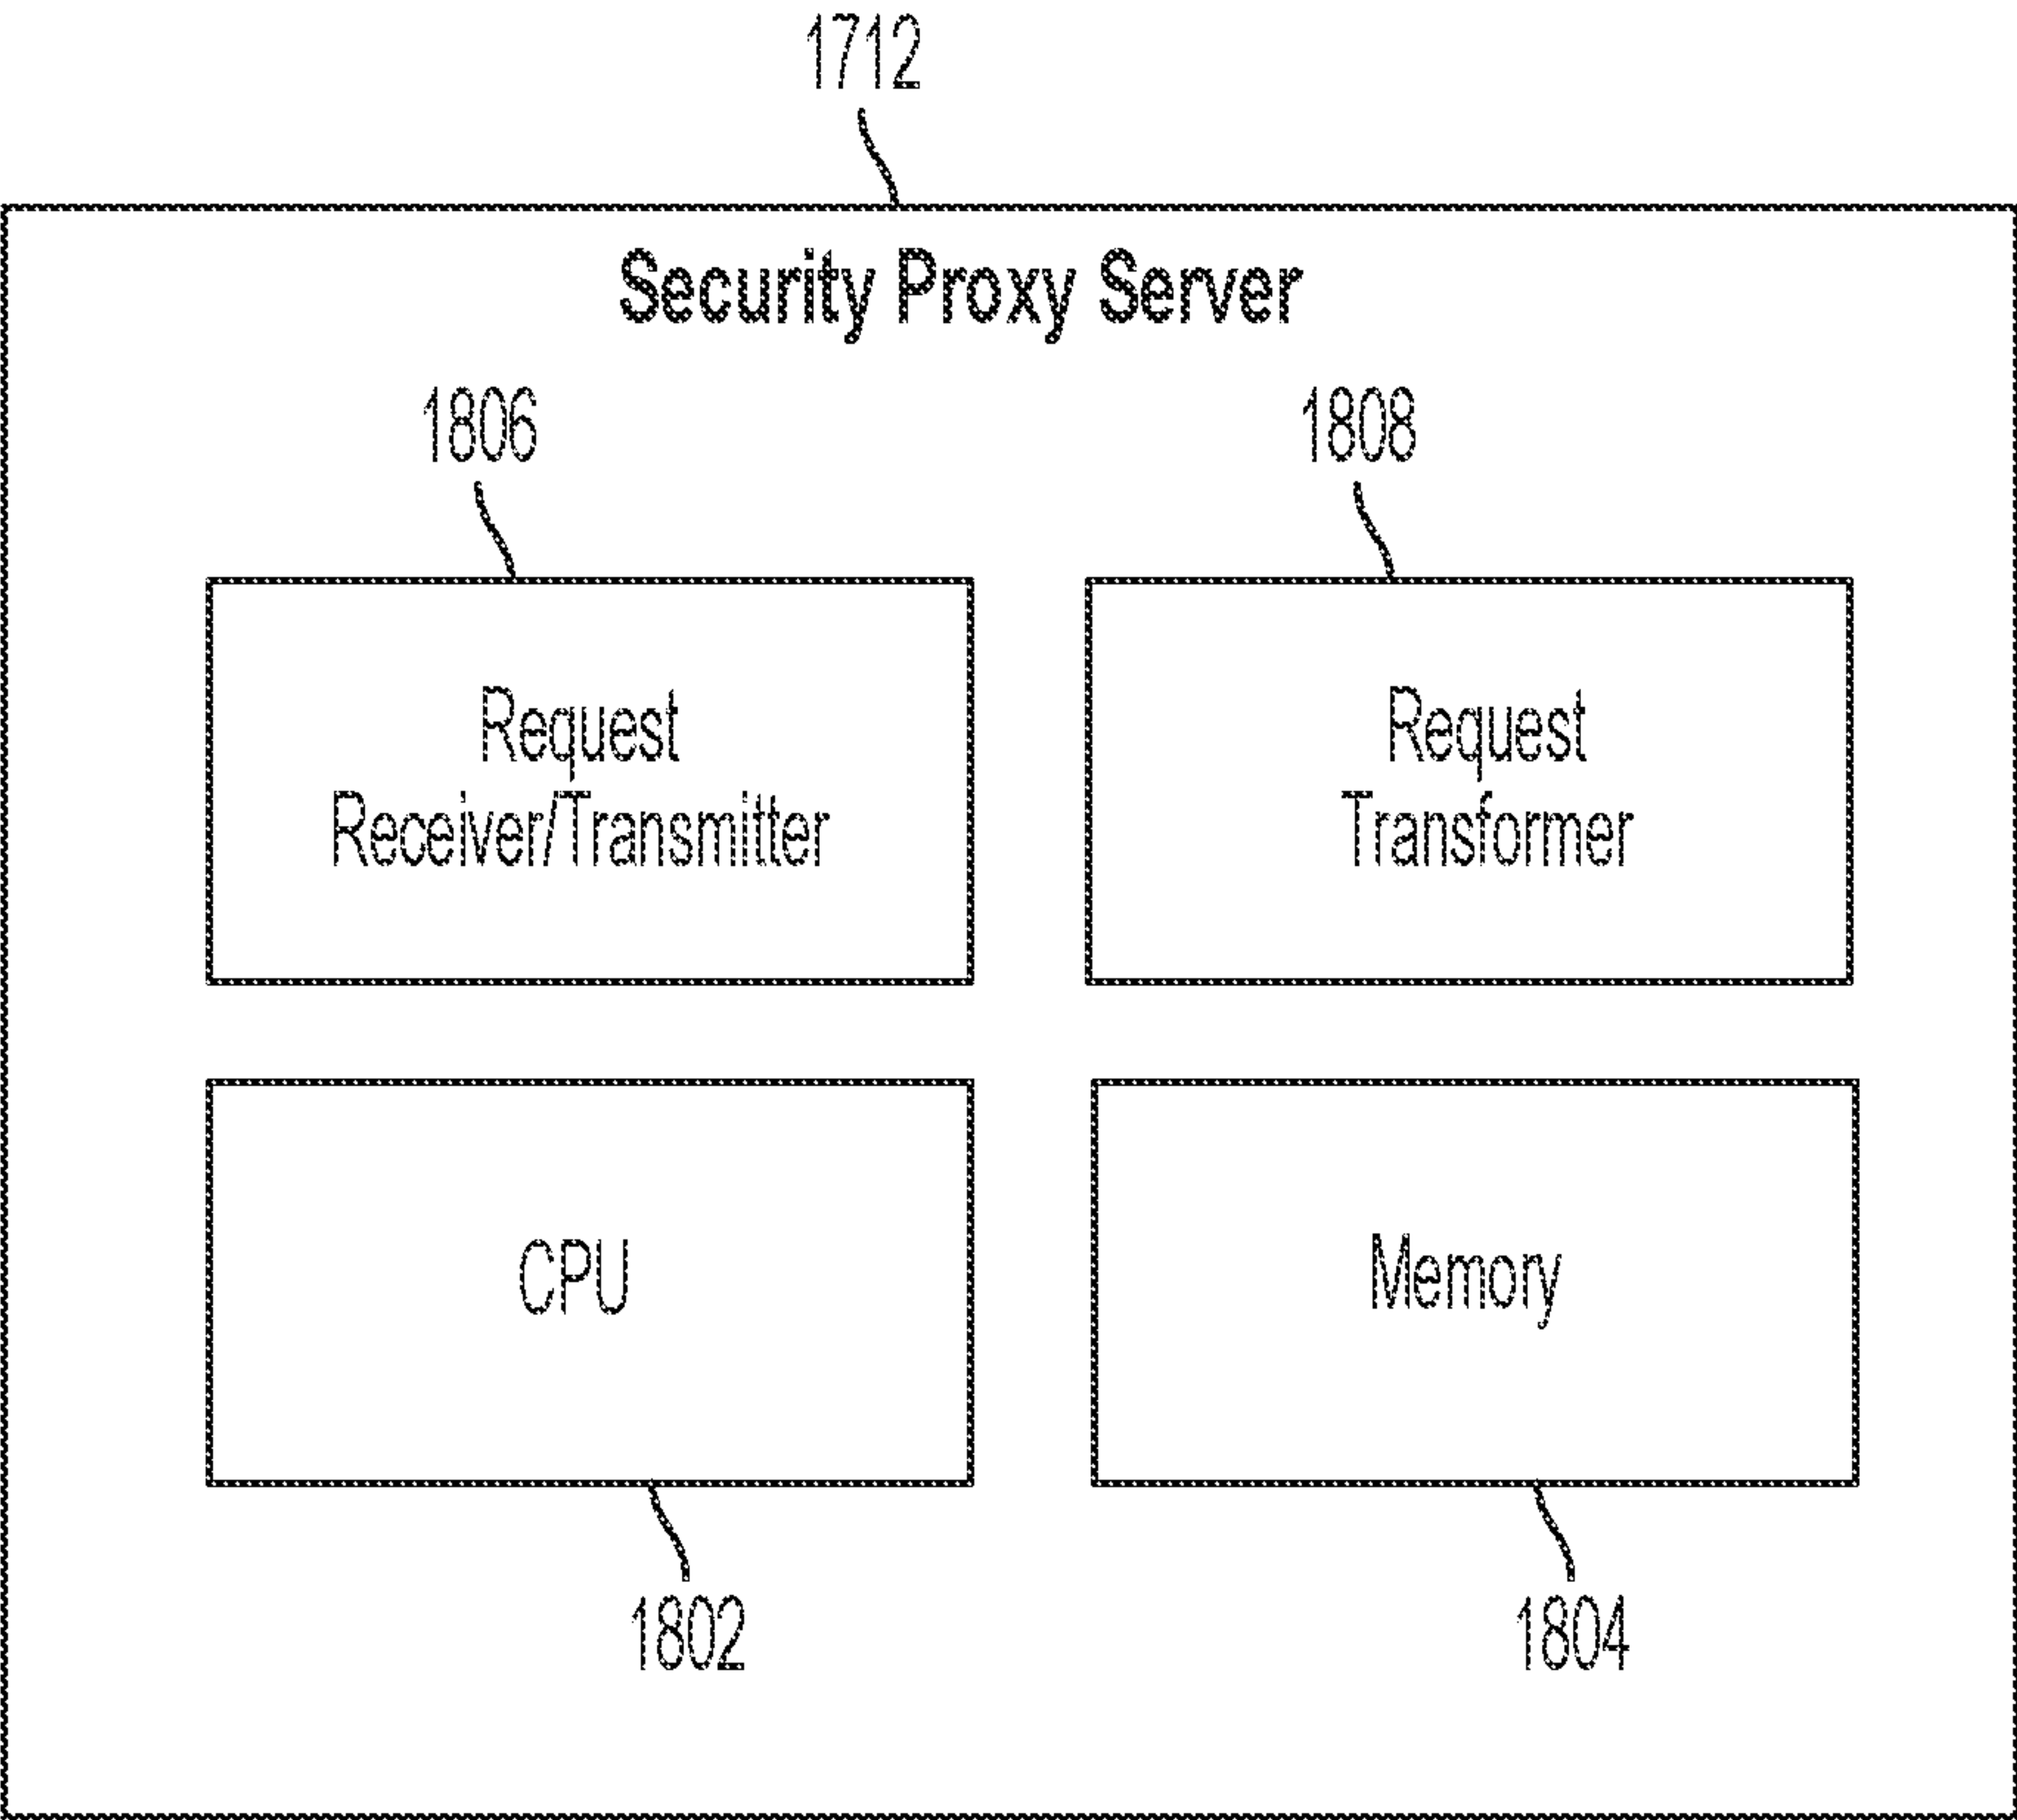 1712
Security Proxy Server
1806
1808
Request
Receiver/Transmitter
Request
Transformer
CPU
Memory
1802
1804